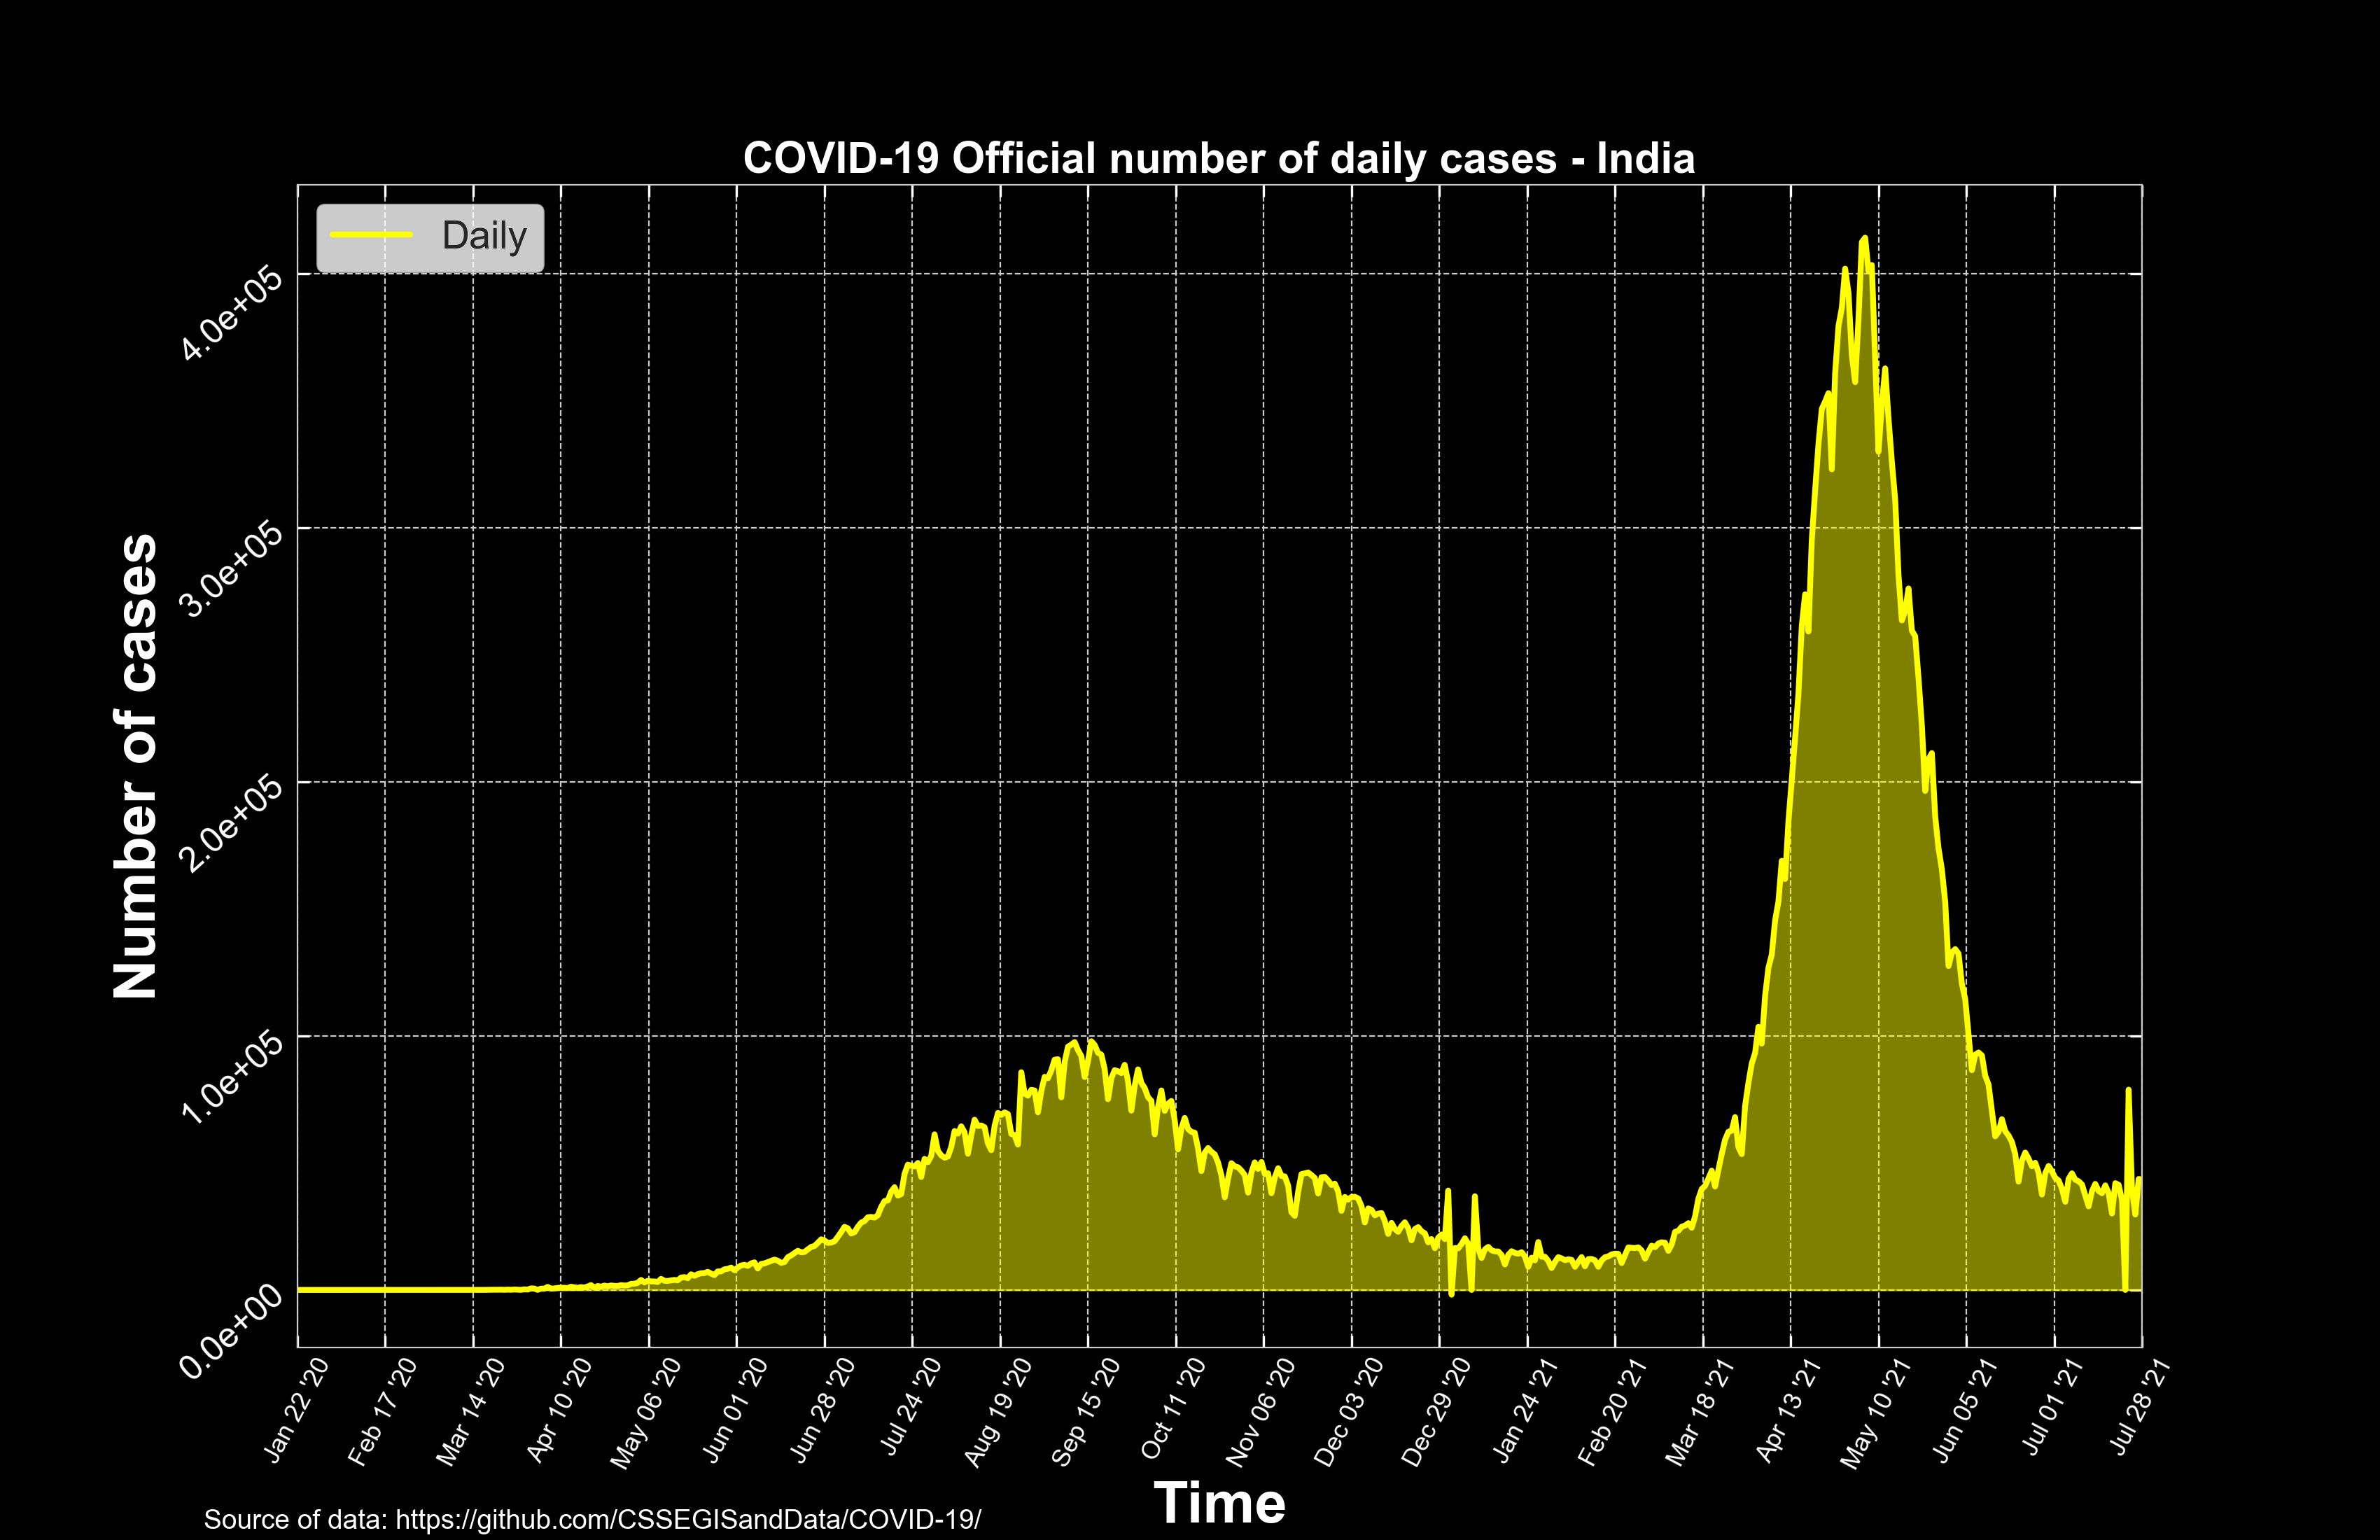 COVID-19 Official number of daily cases - India
Daily
Number of cases
4.0e+05
3.0e+05
2.0e+05
1.0e+05
0.0e+00
Jan 22 '20
Feb 17 '20
Mar 14 '20
Apr 10 '20
May 06 '20
Jun 01 '20
Jun 28 '20
Jul 24 '20
Aug 19 '20
Sep 15 '20
Oct 11 '20
Nov 06 '20
Dec 03 '20
Dec 29 '20
Jan 24 '21
Feb 20 '21
Mar 18 '21
Apr 13 '21
May 10 '21
Jun 05 '21
Jul 01 '21
Jul 28 '21
Time
Source of data: https://github.com/CSSEGISandData/COVID-19/